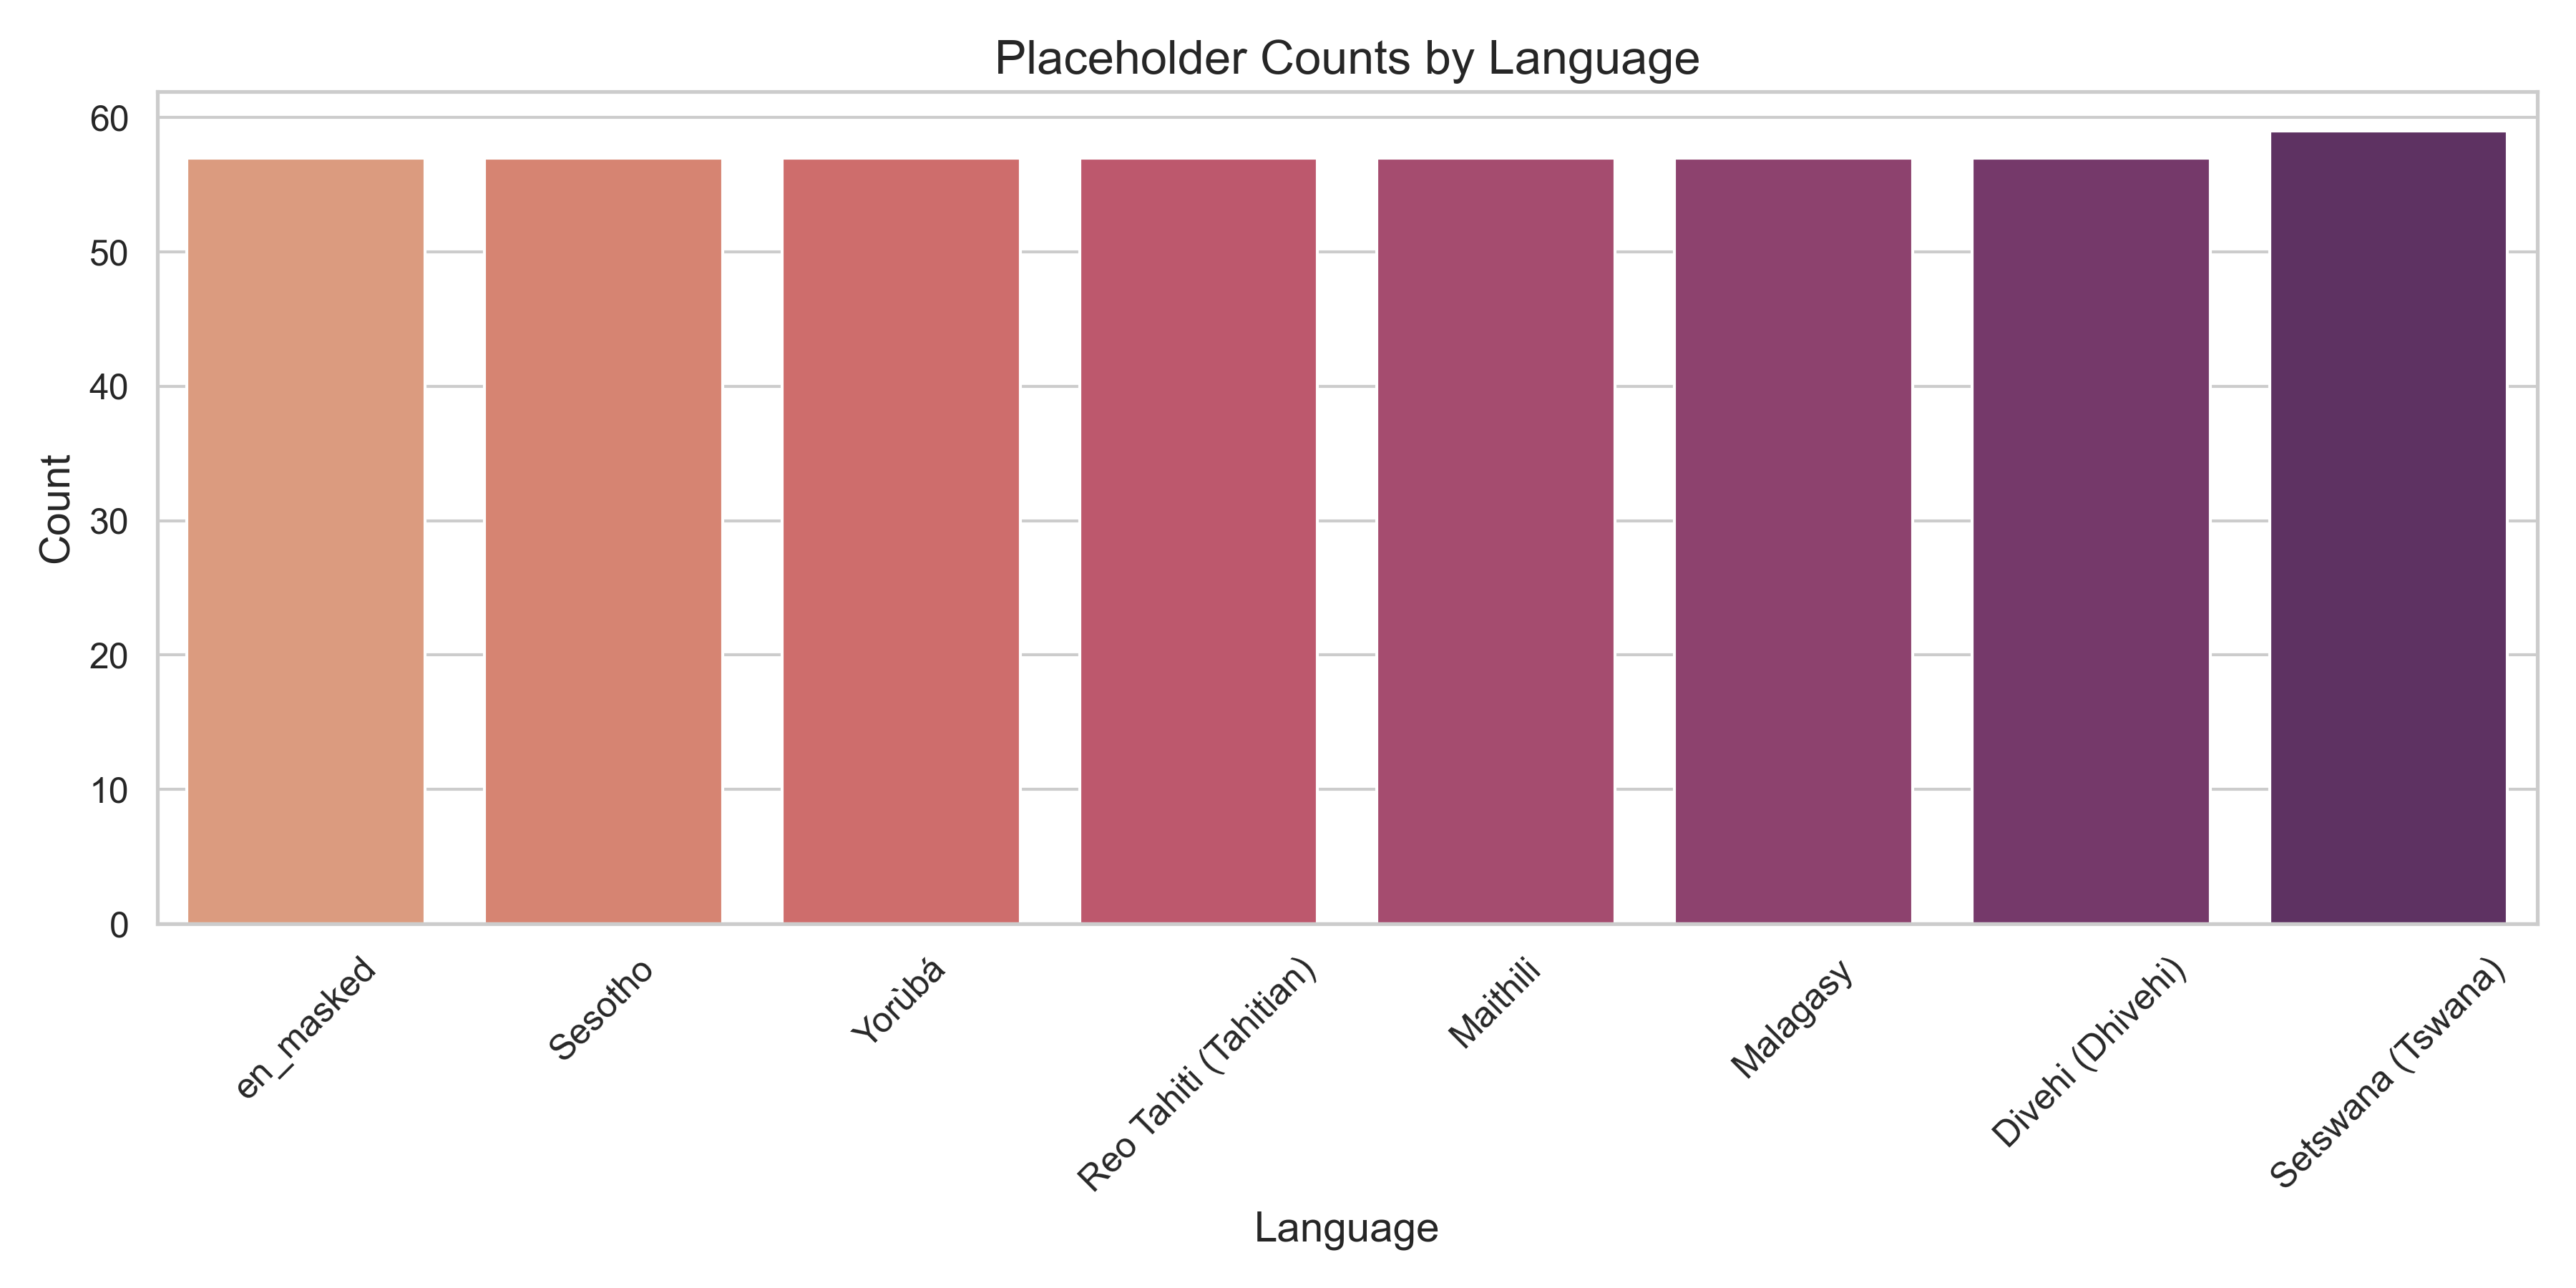 Placeholder Counts by Language
60
50
40
30
20
10
0
Count
en_masked
Sesotho
Yorùbá
Reo Tahiti (Tahitian)
Maithili
Malagasy
Divehi (Dhivehi)
Setswana (Tswana)
Language